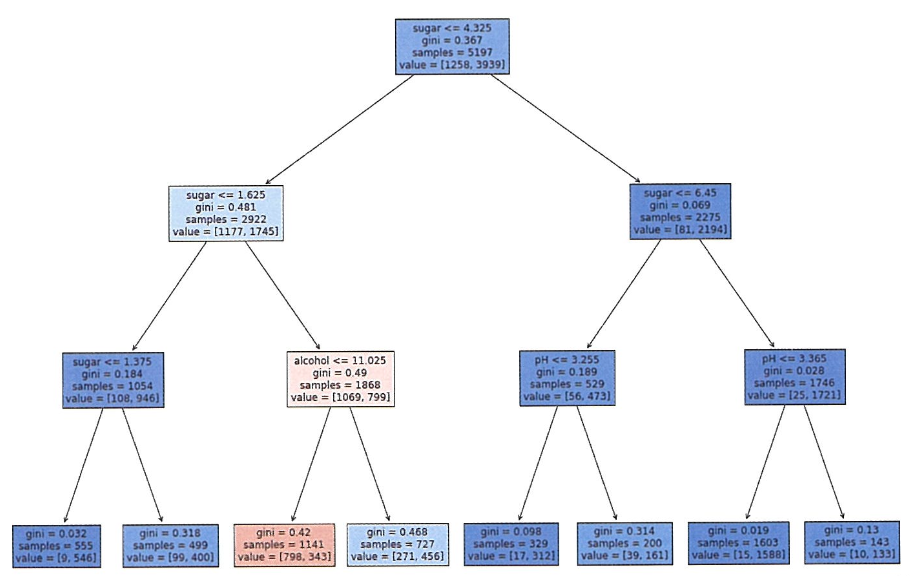 sugar <= 4.325
gini = 0.367
samples = 5197
value = [1258, 3939]
sugar <= 1.625
gini = 0.481
samples = 2922
value = [1177, 1745]
sugar <= 6.45
gini = 0.069
samples = 2275
value = [81, 2194]
sugar <= 1.375
gini = 0.184
samples = 1054
value = [108, 946]
alcohol <= 11.025
gini = 0.49
samples = 1868
value = [1069, 799]
pH <= 3.255
gini = 0.189
samples = 529
value = [56, 473]
pH <= 3.365
gini = 0.028
samples = 1746
value = [25, 1721]
gini = 0.032
samples = 555
value = [9, 546]
gini = 0.318
samples = 499
value = [99, 400]
gini = 0.42
samples = 1141
value = [798, 343]
gini = 0.468
samples = 727
value = [271, 456]
gini = 0.098
samples = 329
value = [17, 312]
gini = 0.314
samples = 200
value = [39, 161]
gini = 0.019
samples = 1603
value = [15, 1588]
gini = 0.13
samples = 143
value = [10, 133]